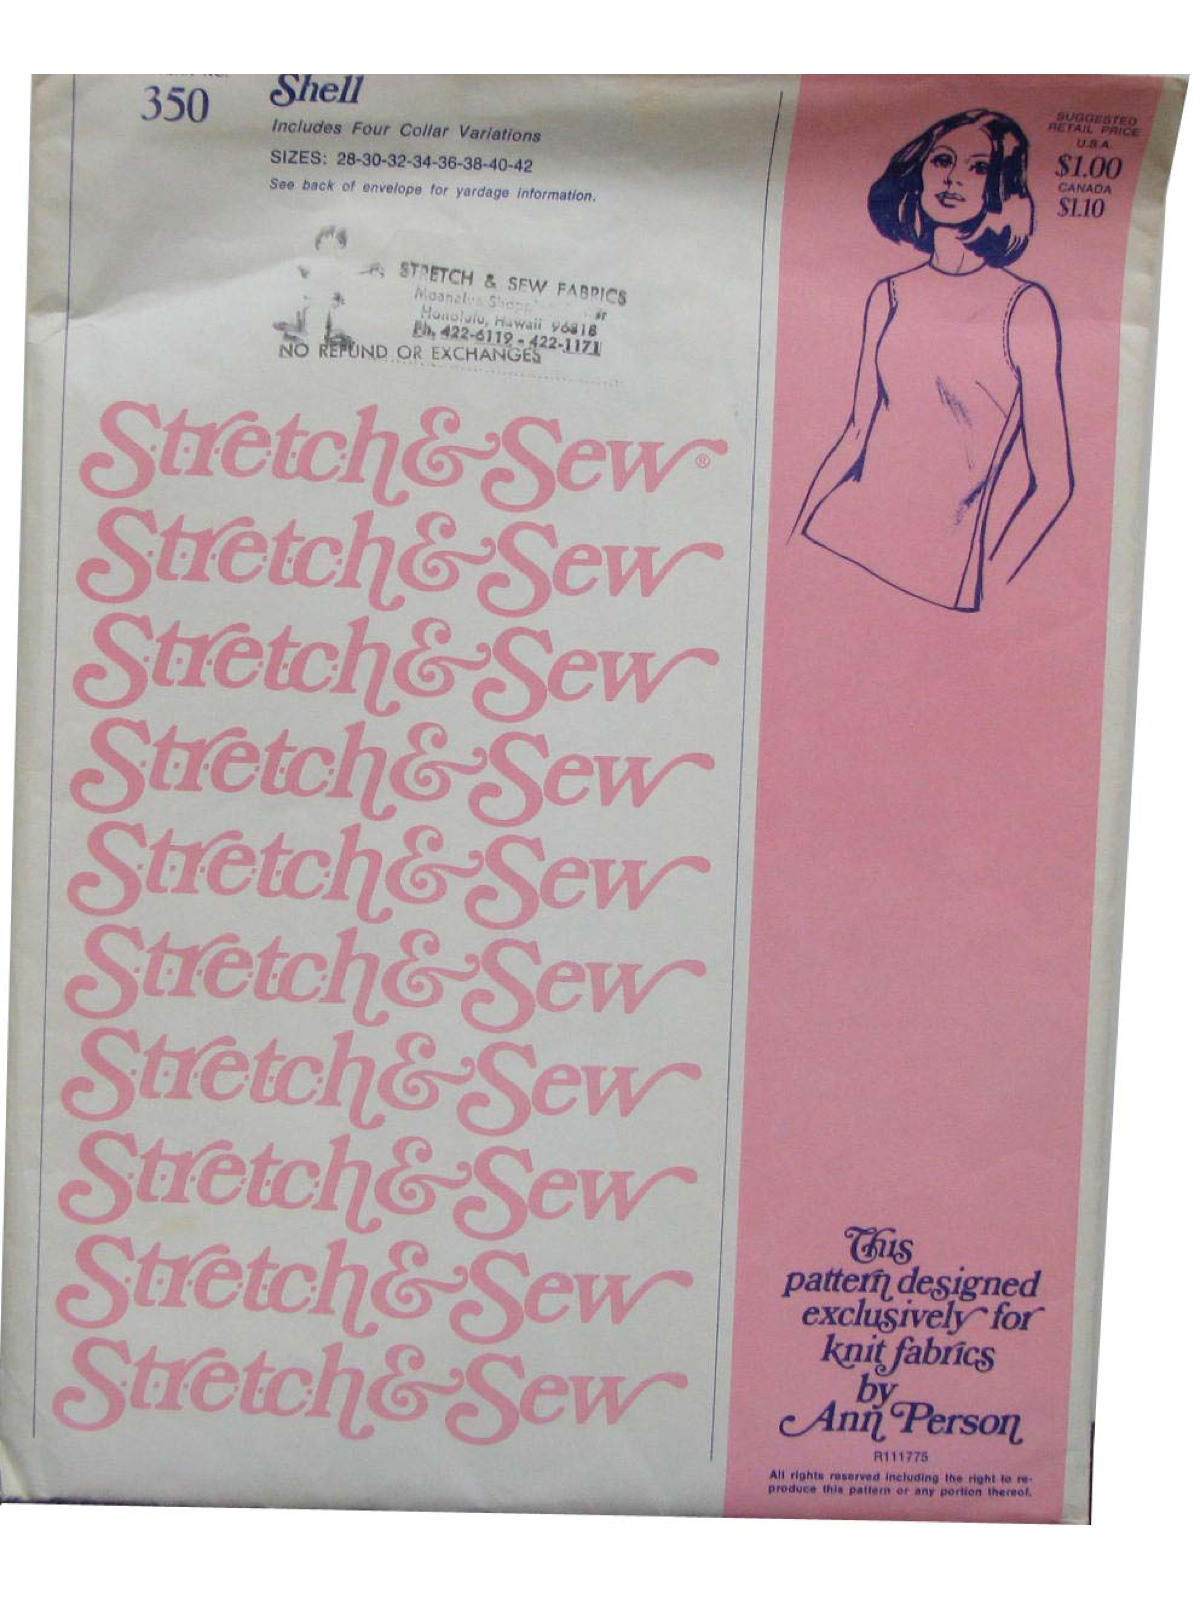 350
Shell
Includes Four Collar Variations
SIZES: 28-30-32-34-36-38-40-42
See back of envelope for yardage information.
SUGGESTED
RETAIL PRICE
U.S.A.
$1.00
CANADA
$1.10
STRETCH & SEW FABRICS
Honolulu, Hawaii 96818
Ph. 422-6119 - 422-1171
NO REFUND OR EXCHANGES
Stretch & Sew®
Stretch & Sew
Stretch & Sew
Stretch & Sew
Stretch & Sew
Stretch & Sew
Stretch & Sew
Stretch & Sew
Stretch & Sew
Stretch & Sew
This
pattern designed
exclusively for
knit fabrics
by
Ann Person
R111775
All rights reserved including the right to re-
produce this pattern or any portion thereof.